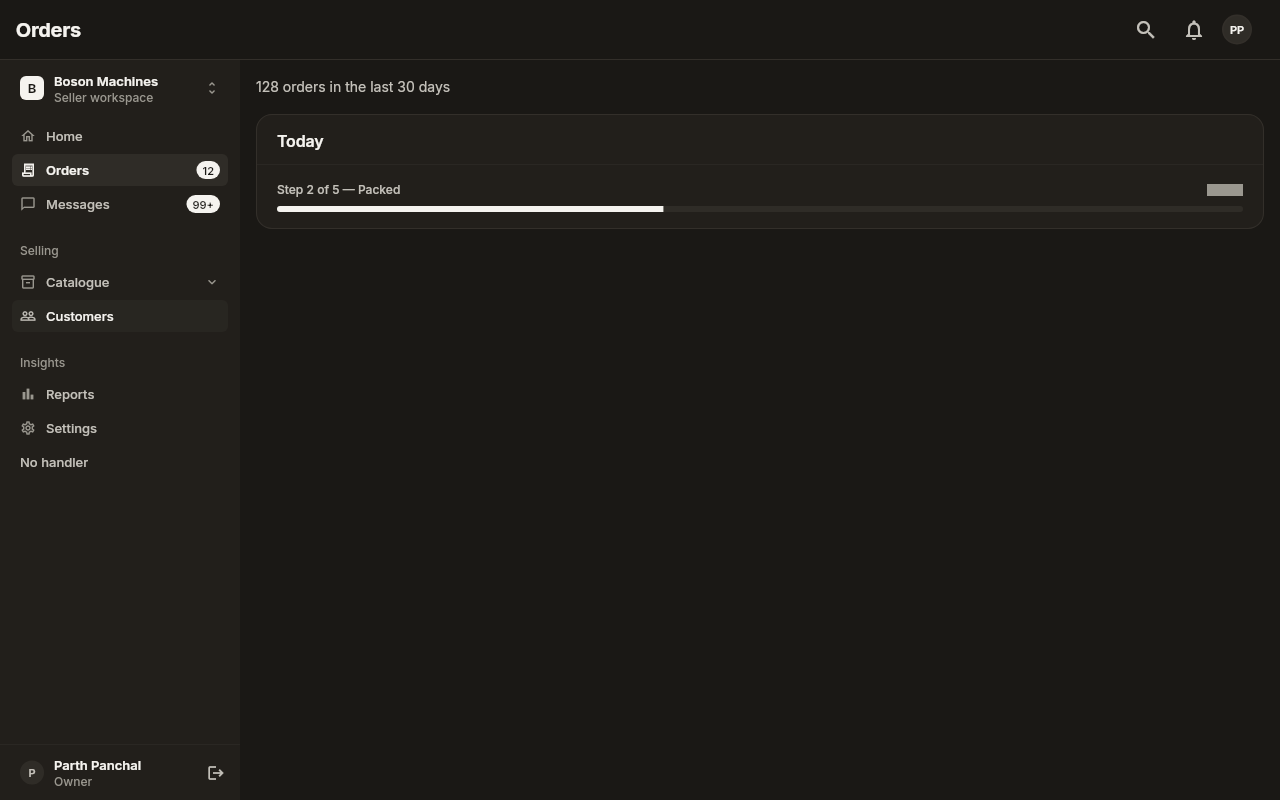 Orders
PP
B
Boson Machines
Seller workspace
Home
Orders
12
Messages
99+
Selling
Catalogue
Customers
Insights
Reports
Settings
No handler
P
Parth Panchal
Owner
128 orders in the last 30 days
Today
Step 2 of 5 — Packed